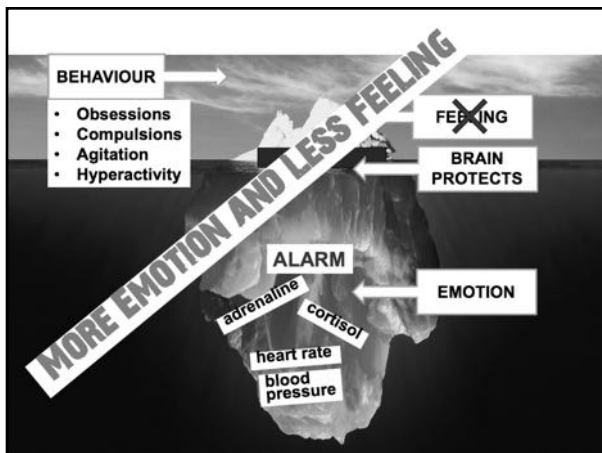 BEHAVIOUR
• Obsessions
• Compulsions
• Agitation
• Hyperactivity
MORE EMOTION AND LESS FEELING
FEELING
BRAIN
PROTECTS
ALARM
EMOTION
adrenaline
cortisol
heart rate
blood
pressure